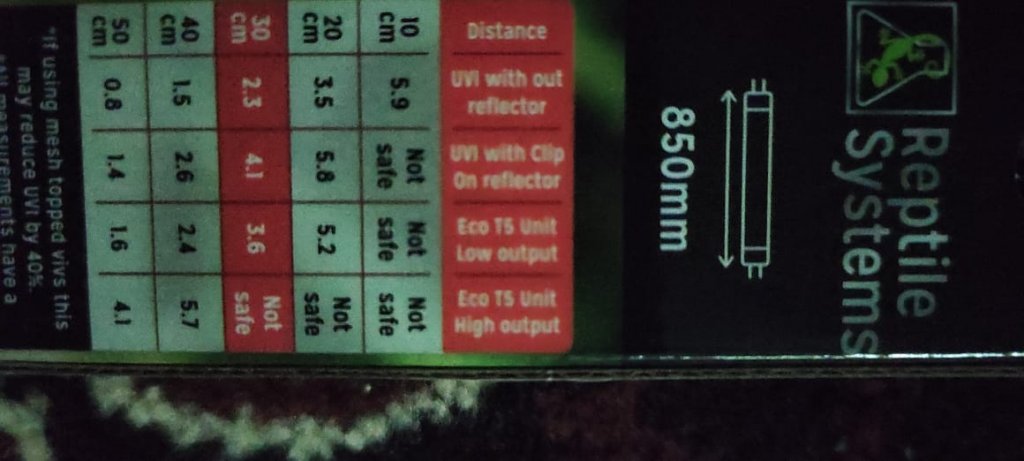 Reptile
Systems
850mm
Distance
UVI with out
reflector
UVI with Clip
On reflector
Eco T5 Unit
Low output
Eco T5 Unit
High output
10
cm
5.9
Not
safe
Not
safe
Not
safe
20
cm
3.5
5.8
5.2
Not
safe
30
cm
2.3
4.1
3.6
Not
safe
40
cm
1.5
2.6
2.4
5.7
50
cm
0.8
1.4
1.6
4.1
*If using mesh topped vivs this
may reduce UVI by 40%.
measurements have a